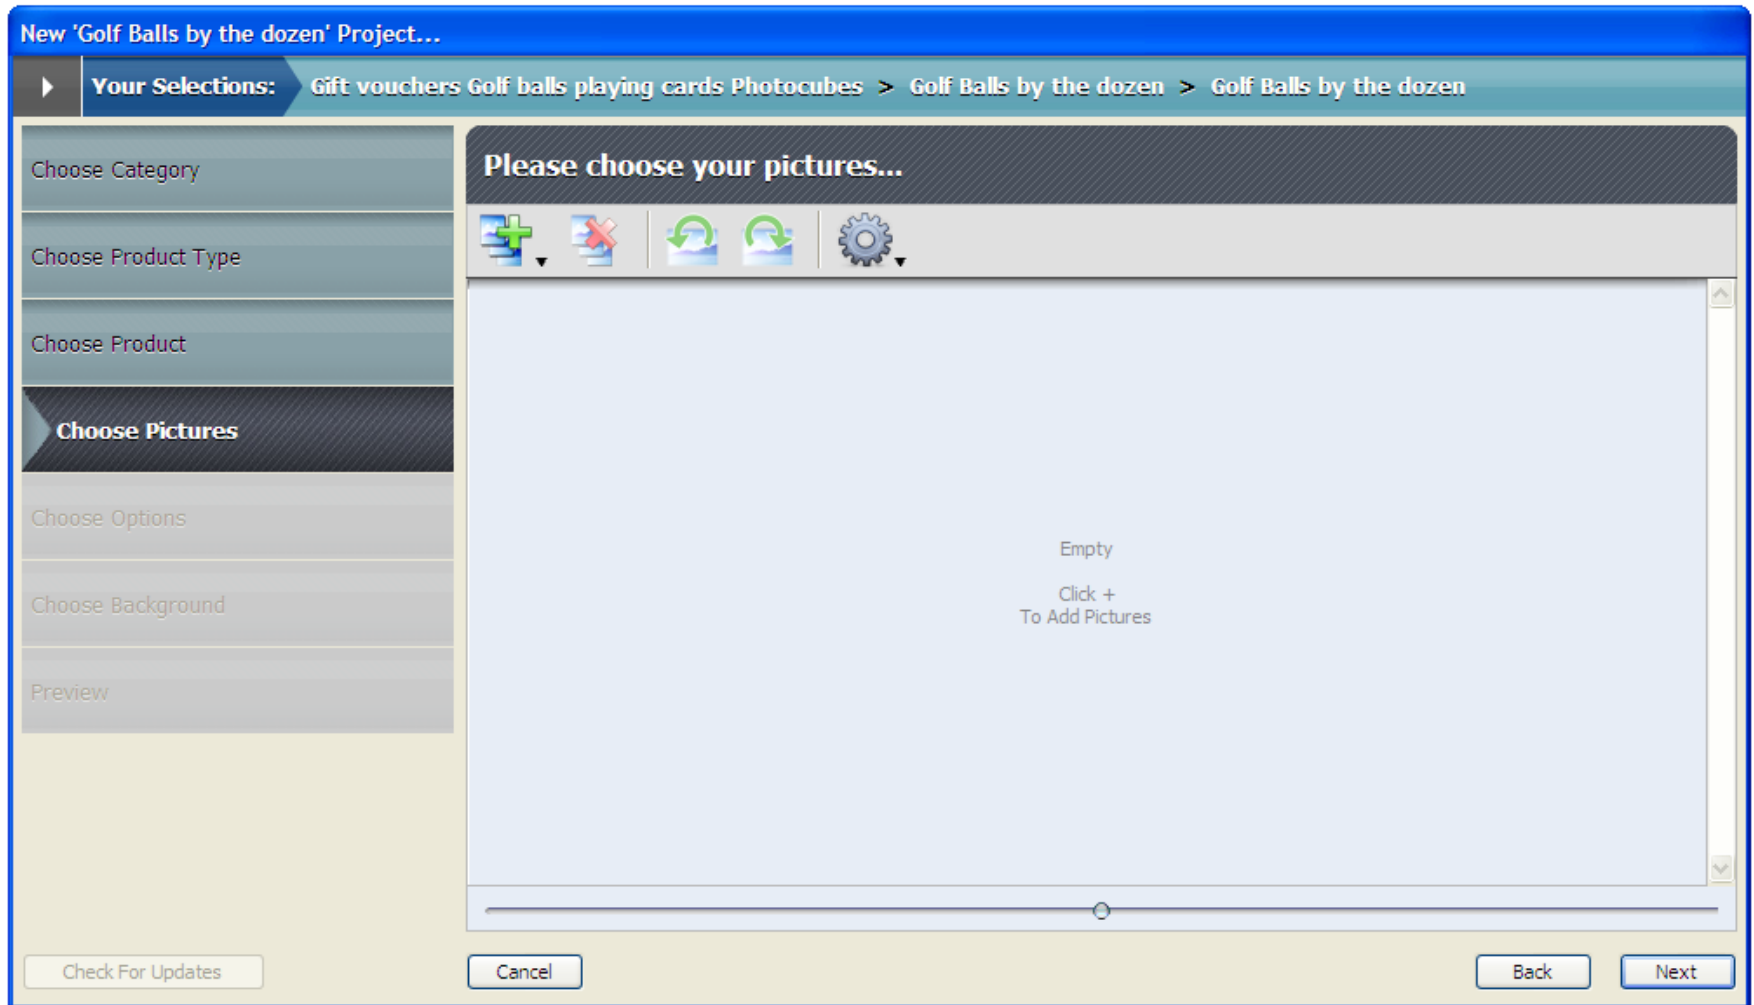 New 'Golf Balls by the dozen' Project...
Your Selections: Gift vouchers Golf balls playing cards Photocubes > Golf Balls by the dozen > Golf Balls by the dozen
Choose Category
Choose Product Type
Choose Product
Choose Pictures
Choose Options
Choose Background
Preview
Please choose your pictures...
Empty
Click +
To Add Pictures
Check For Updates
Cancel
Back
Next